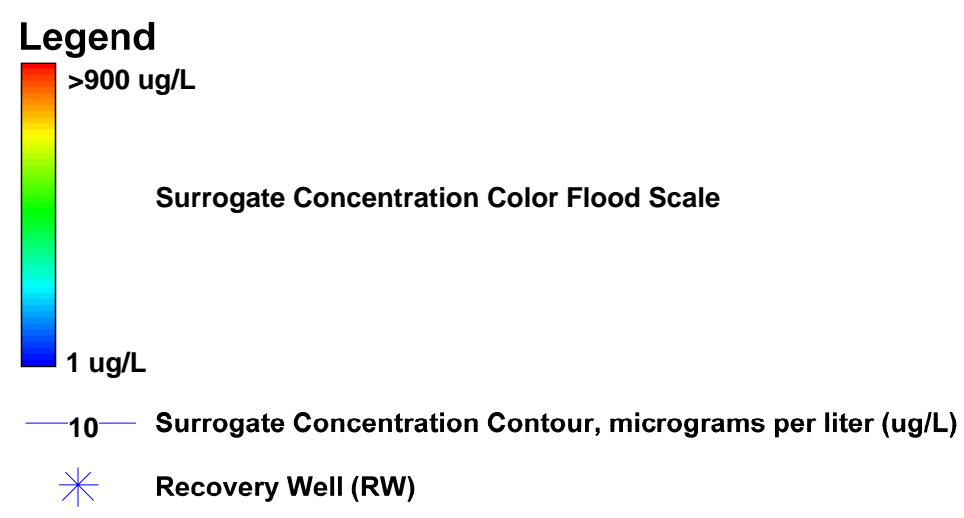 Legend
>900 ug/L
Surrogate Concentration Color Flood Scale
1 ug/L
10 Surrogate Concentration Contour, micrograms per liter (ug/L)
Recovery Well (RW)